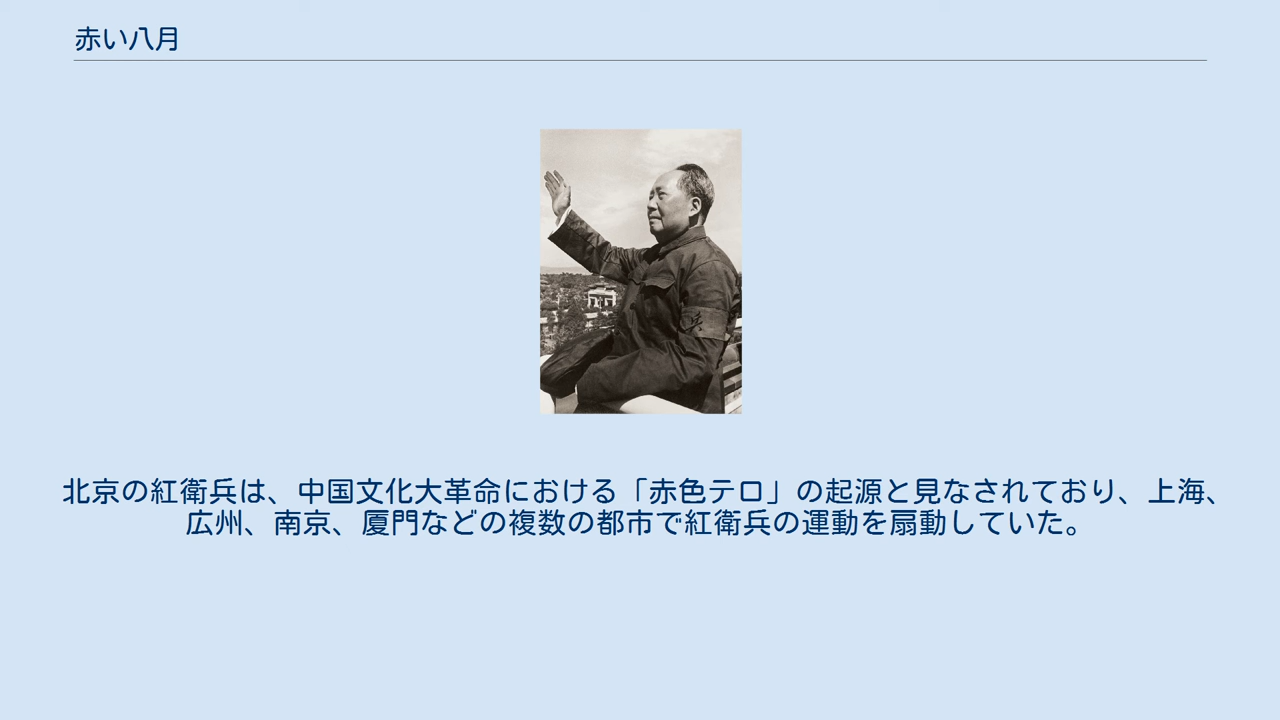 赤い八月
兵
北京の紅衛兵は、中国文化大革命における「赤色テロ」の起源と見なされており、上海、
広州、南京、厦門などの複数の都市で紅衛兵の運動を扇動していた。